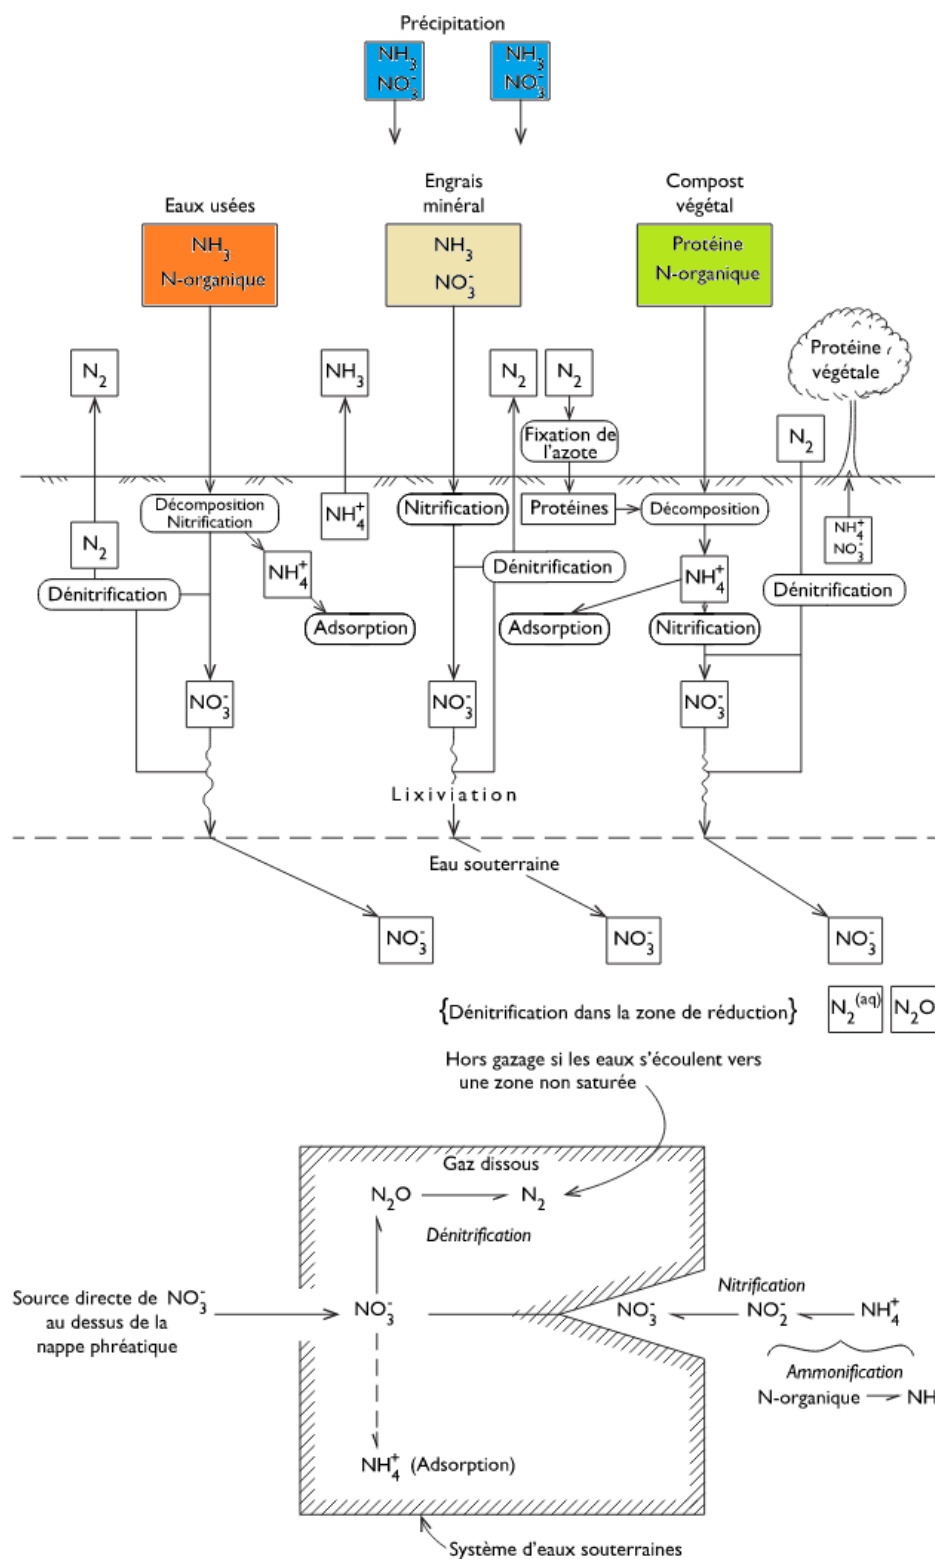 Précipitation
NH₃
NO₃⁻
NH₃
NO₃⁻
Eaux usées
NH₃
N-organique
Engrais
minéral
NH₃
NO₃⁻
Compost
végétal
Protéine
N-organique
N₂
NH₃
N₂
N₂
Fixation de
l'azote
N₂
Protéine
végétale
Décomposition
Nitrification
NH₄⁺
Nitrification
Protéines
Décomposition
NH₄⁺
NO₃⁻
N₂
Dénitrification
NH₄⁺
Adsorption
Dénitrification
NH₄⁺
Adsorption
Nitrification
Dénitrification
NO₃⁻
NO₃⁻
NO₃⁻
Lixiviation
Eau souterraine
NO₃⁻
NO₃⁻
NO₃⁻
{Dénitrification dans la zone de réduction}
N₂(aq)
N₂O
Hors gazage si les eaux s'écoulent vers
une zone non saturée
Gaz dissous
N₂O
N₂
Dénitrification
Source directe de NO₃⁻
au dessus de la
nappe phréatique
NO₃⁻
Nitrification
NO₃⁻
NO₂⁻
NH₄⁺
Ammonification
N-organique
NH
NH₄⁺ (Adsorption)
Système d'eaux souterraines